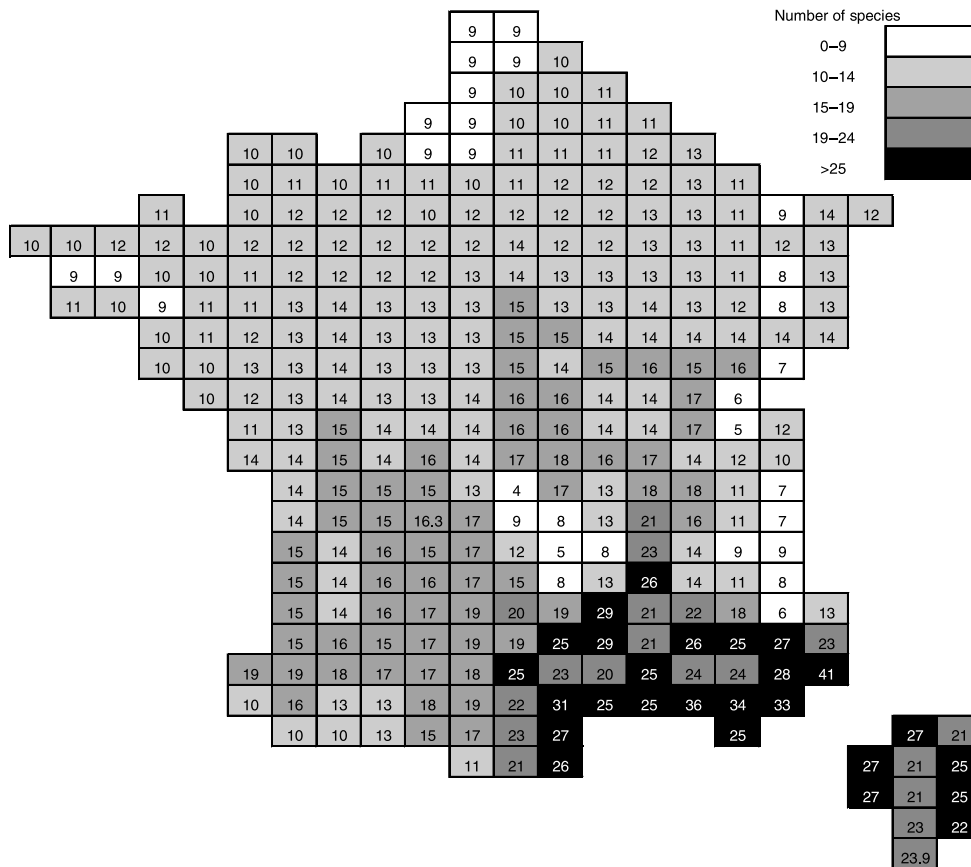 Number of species
0–9
10–14
15–19
19–24
>25
9 9
9 9 10
9 10 10 11
9 9 10 10 11 11
10 10 10 9 9 11 11 11 12 13
10 11 10 11 11 10 11 12 12 12 13 11
11 10 12 12 12 10 12 12 12 12 13 13 11 9 14 12
10 10 12 12 10 12 12 12 12 12 12 14 12 12 13 13 11 12 13
9 9 10 10 11 12 12 12 12 13 14 13 13 13 13 11 8 13
11 10 9 11 11 13 14 13 13 13 15 13 13 14 13 12 8 13
10 11 12 13 14 13 13 13 15 15 14 14 14 14 14 14
10 10 13 13 14 14 13 13 15 14 15 16 15 16 7
10 12 13 14 13 13 14 16 16 14 14 17 6
11 13 15 14 14 14 16 16 14 14 17 5 12
14 14 15 14 16 14 17 18 16 17 14 12 10
14 15 15 15 13 4 17 13 18 18 11 7
14 15 15 16.3 17 9 8 13 21 16 11 7
15 14 16 15 17 12 5 8 23 14 9 9
15 14 16 16 17 15 8 13 26 14 11 8
15 14 16 17 19 20 19 29 21 22 18 6 13
15 16 15 17 19 19 25 29 21 26 25 27 23
19 19 18 17 17 18 25 23 20 25 24 24 28 41
10 16 13 13 18 19 22 31 25 25 36 34 33
10 10 13 15 17 23 27 25 27 21
11 21 26 27 21 25
27 21 25
23 22
23.9